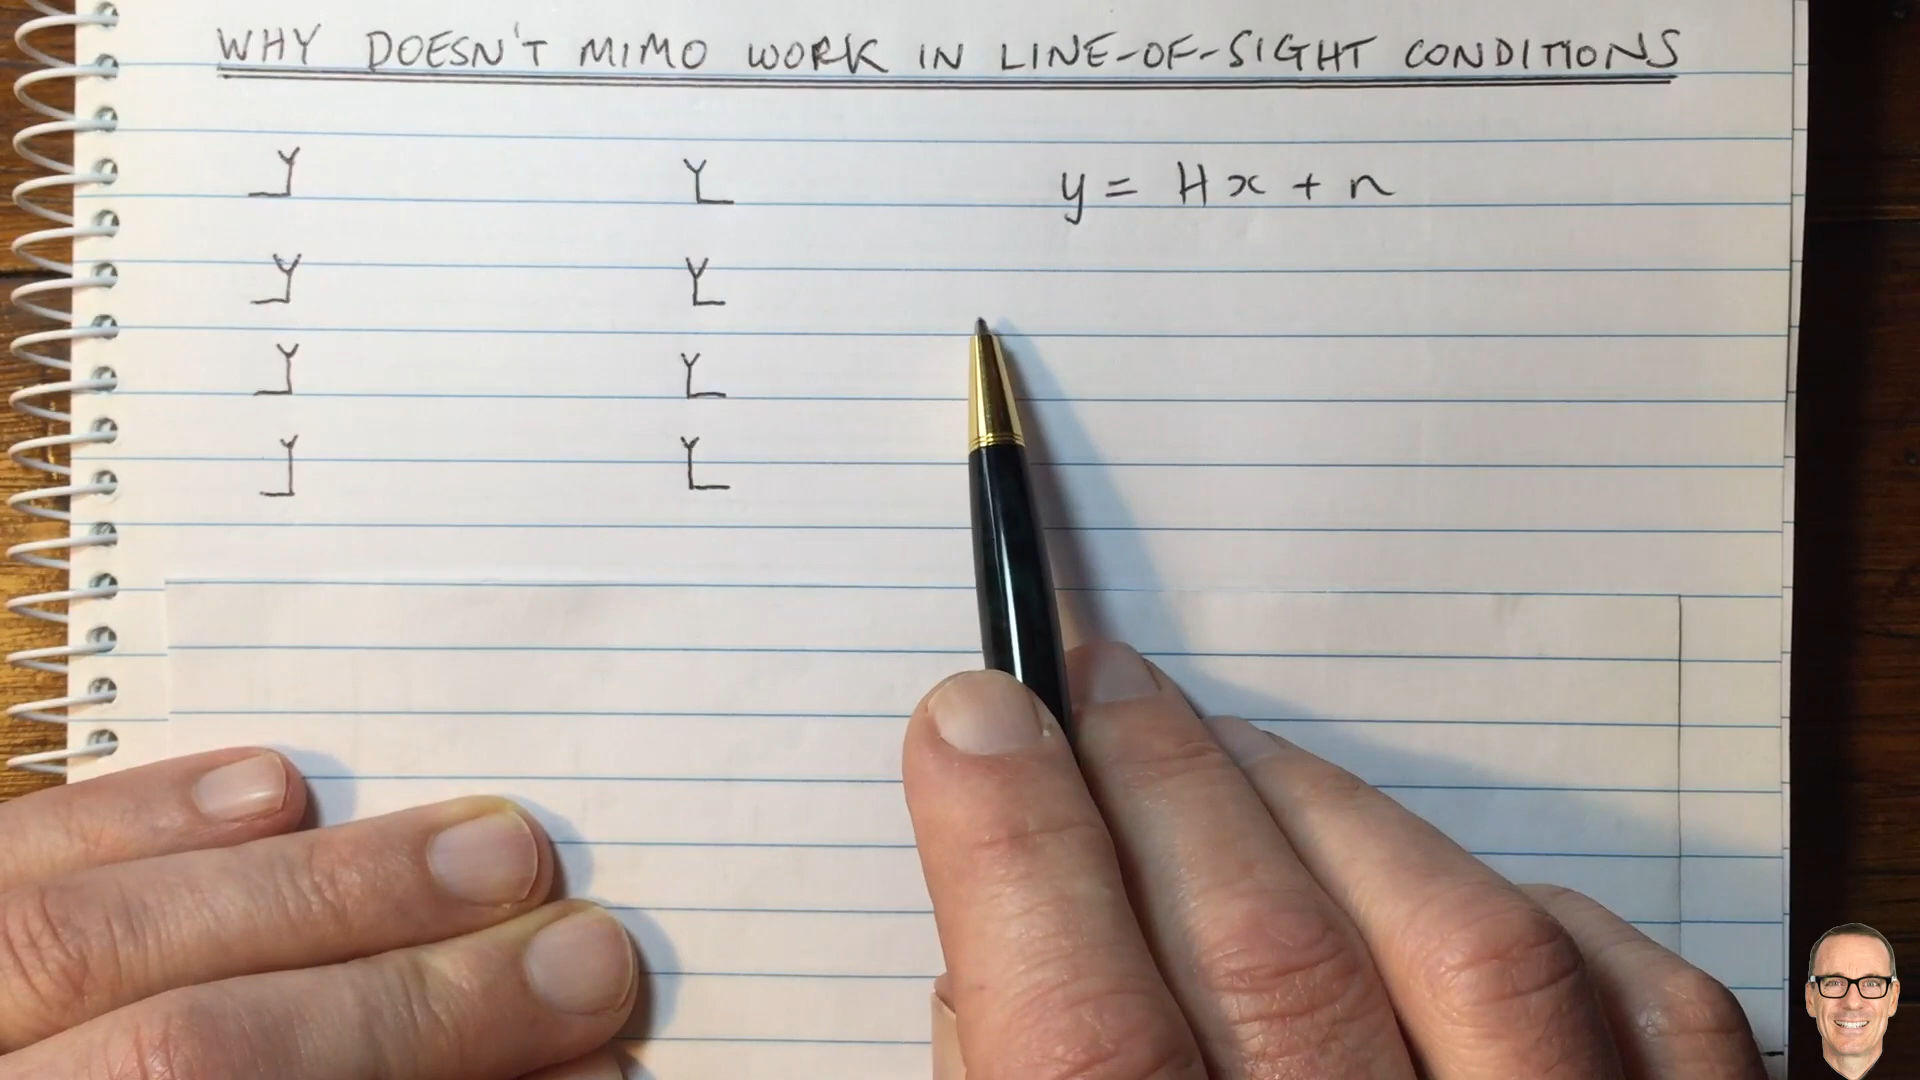 WHY DOESN'T MIMO WORK IN LINE-OF-SIGHT CONDITIONS
y = Hx + n